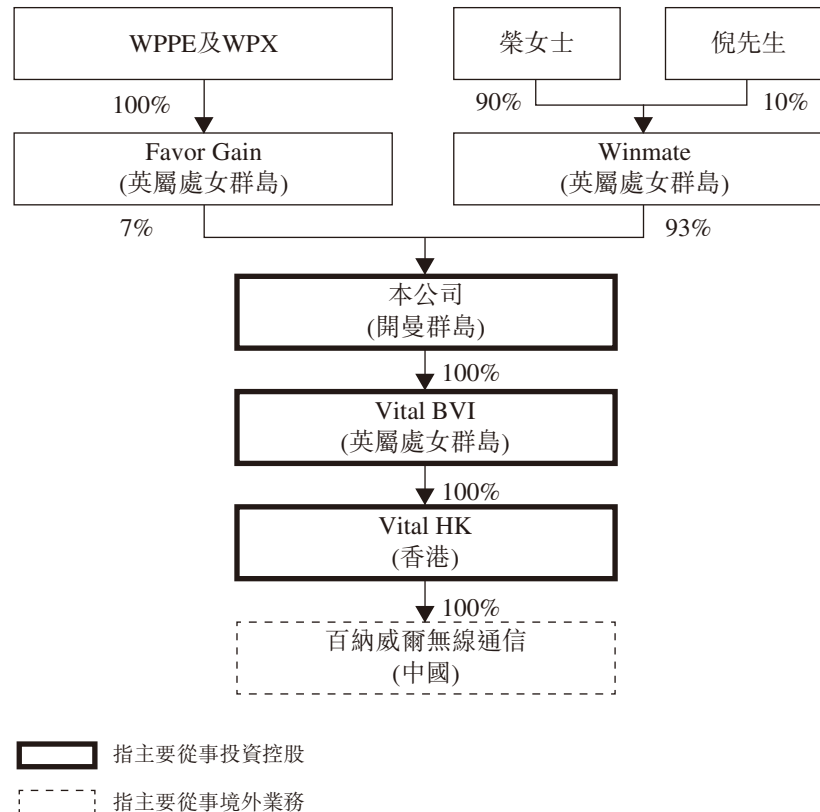 WPPE及WPX
榮女士
倪先生
100%
90%
10%
Favor Gain
(英屬處女群島)
Winmate
(英屬處女群島)
7%
93%
本公司
(開曼群島)
100%
Vital BVI
(英屬處女群島)
100%
Vital HK
(香港)
100%
百納威爾無線通信
(中國)
指主要從事投資控股
指主要從事境外業務